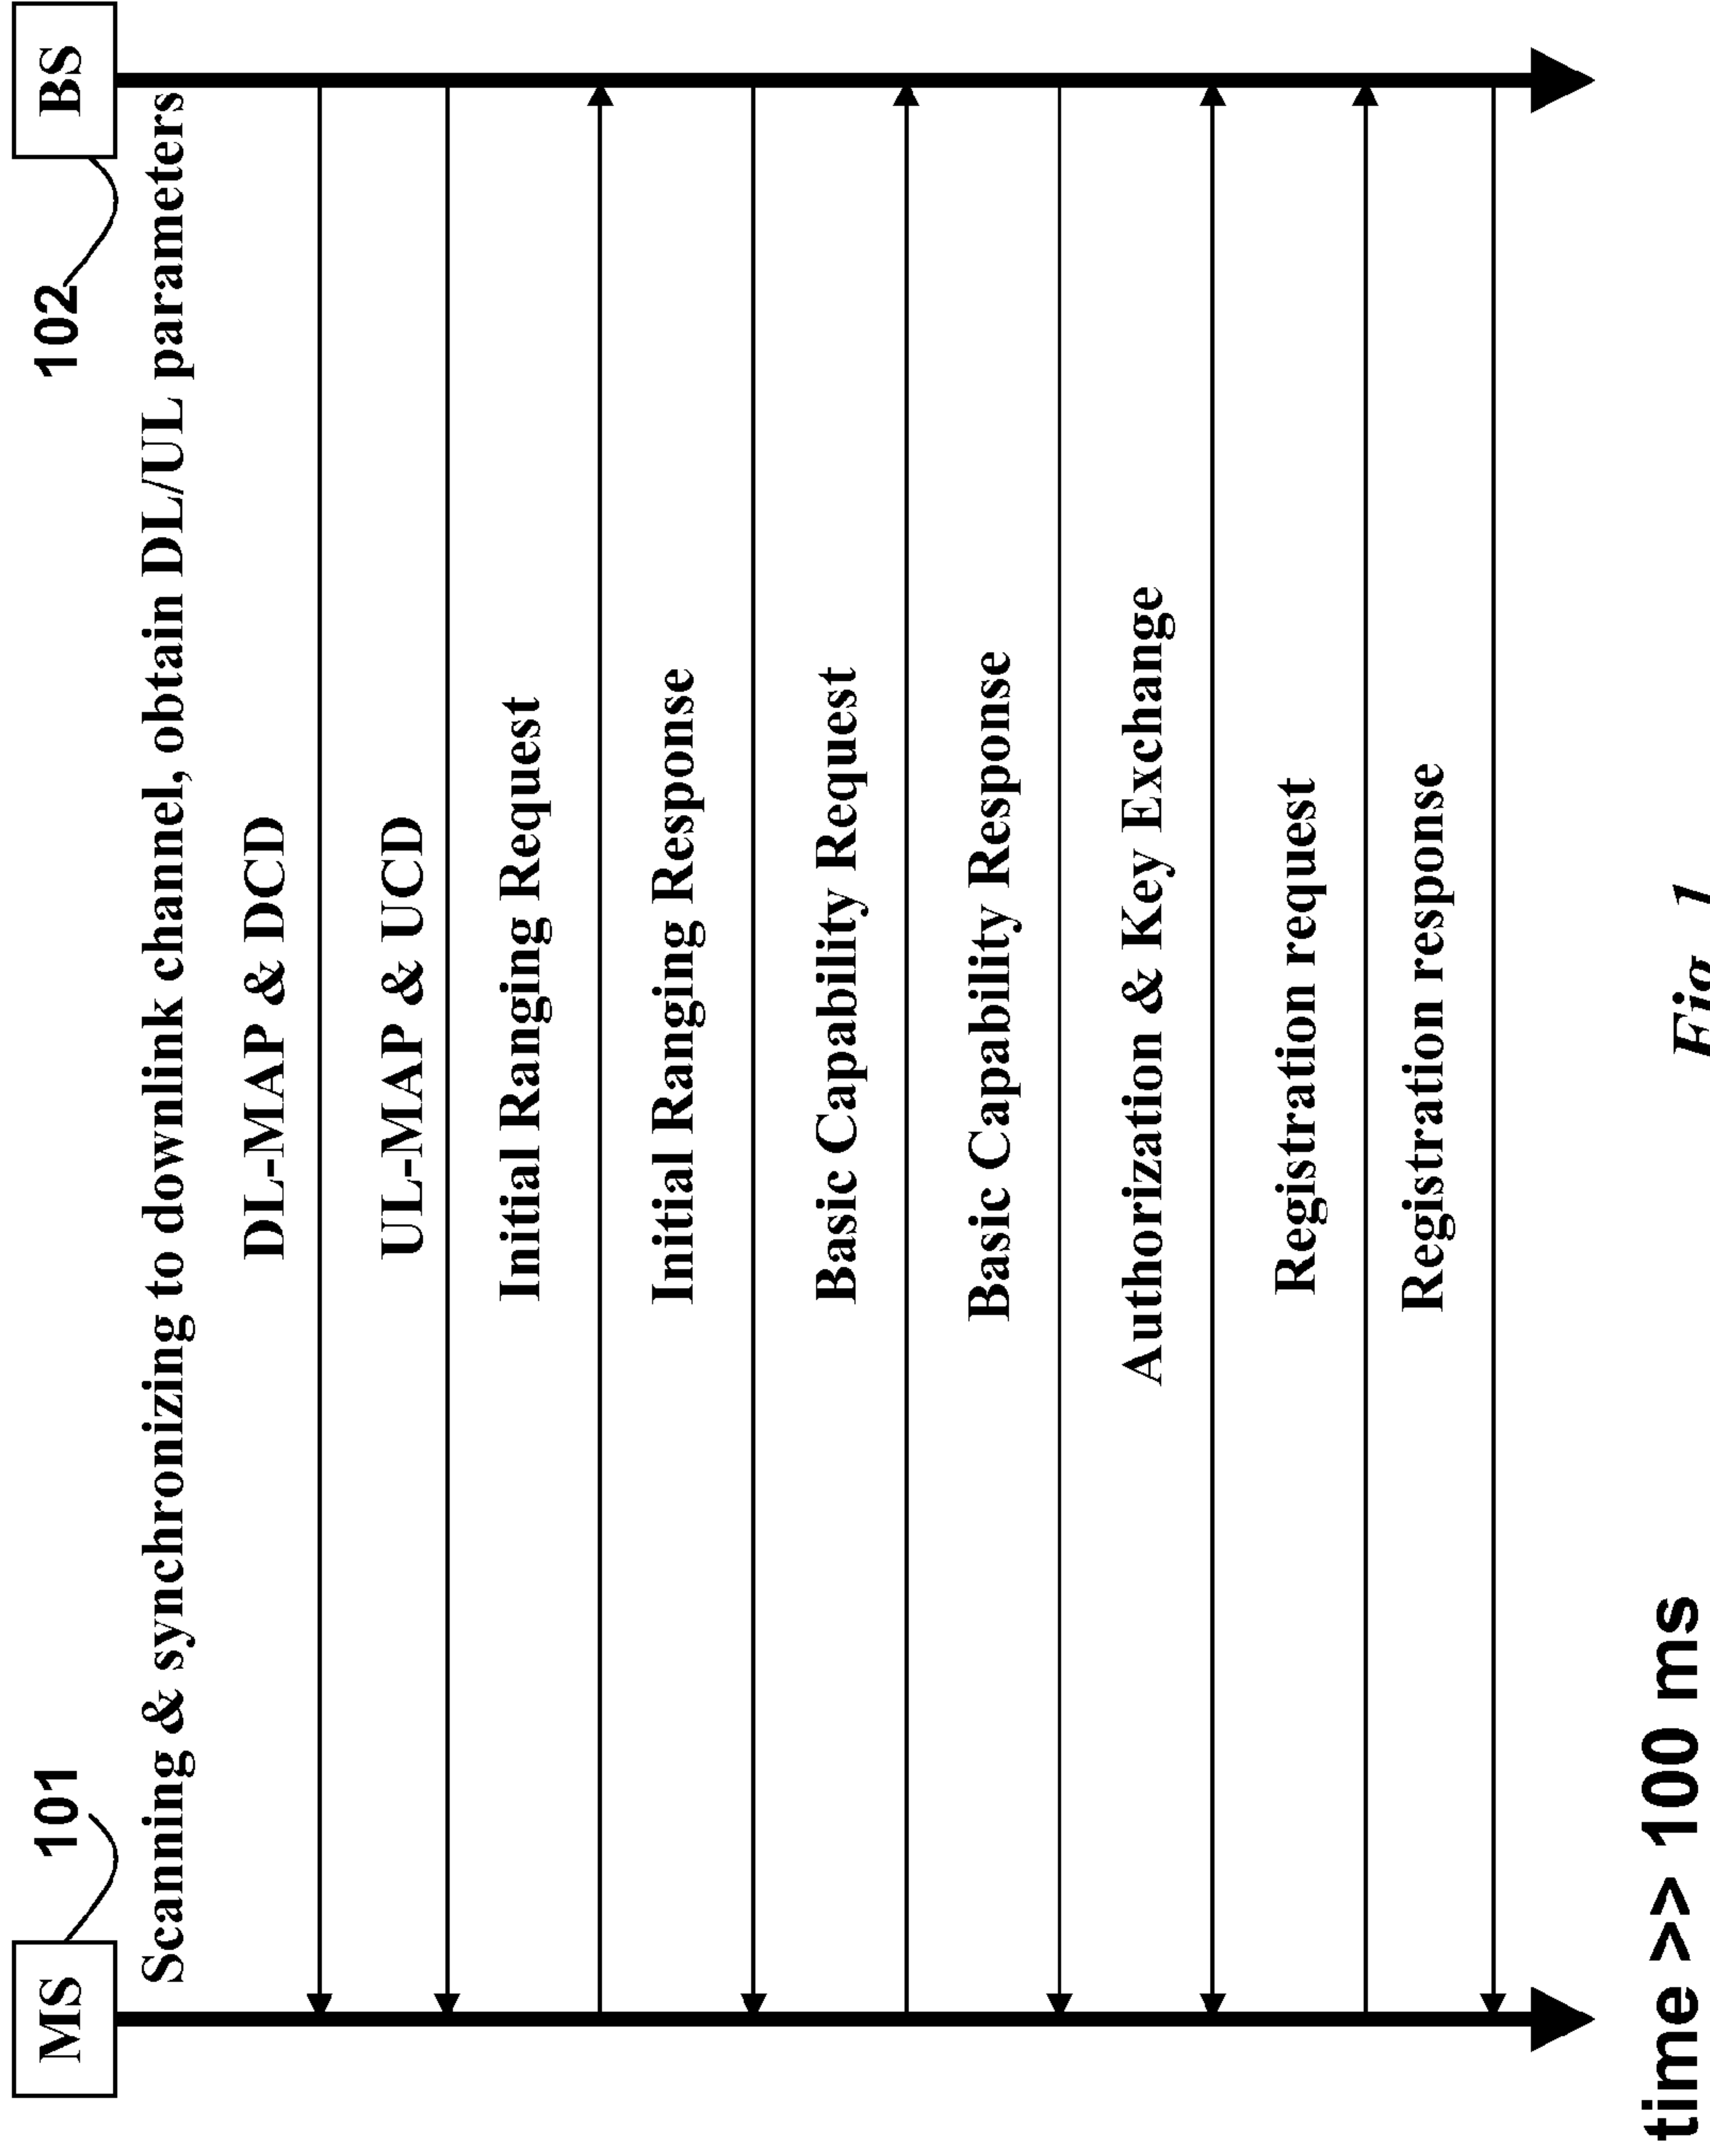 MS
101
102
BS
Scanning & synchronizing to downlink channel, obtain DL/UL parameters
DL-MAP & DCD
UL-MAP & UCD
Initial Ranging Request
Initial Ranging Response
Basic Capability Request
Basic Capability Response
Authorization & Key Exchange
Registration request
Registration response
time >> 100 ms
Fig. 1